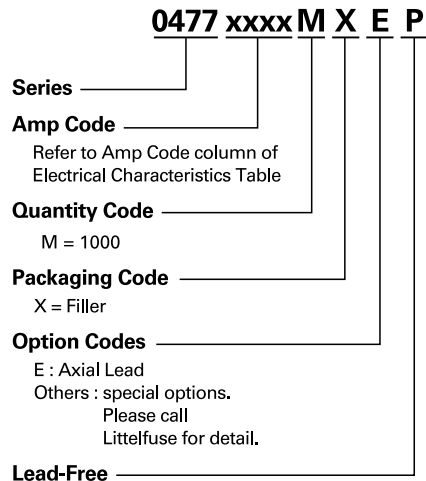 0477 xxxx M X E P
Series
Amp Code
Refer to Amp Code column of
Electrical Characteristics Table
Quantity Code
M = 1000
Packaging Code
X = Filler
Option Codes
E : Axial Lead
Others : special options.
Please call
Littelfuse for detail.
Lead-Free